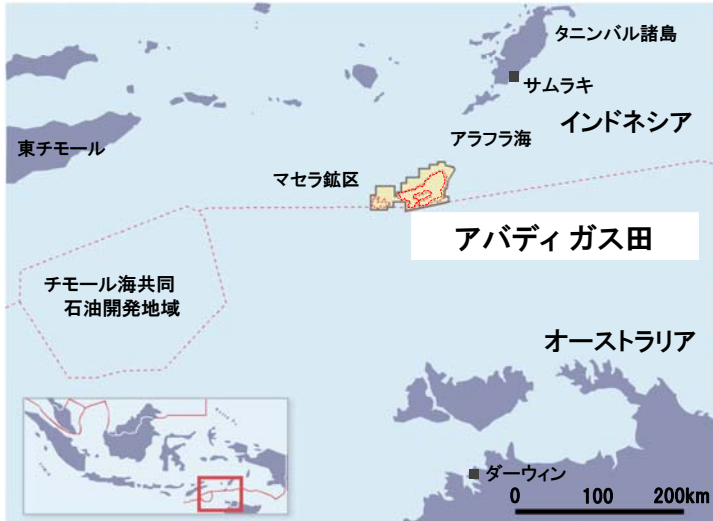 タニンバル諸島
サムラキ
インドネシア
アラフラ海
東チモール
マセラ鉱区
アバディ ガス田
チモール海共同
石油開発地域
オーストラリア
ダーウィン
0 100 200km